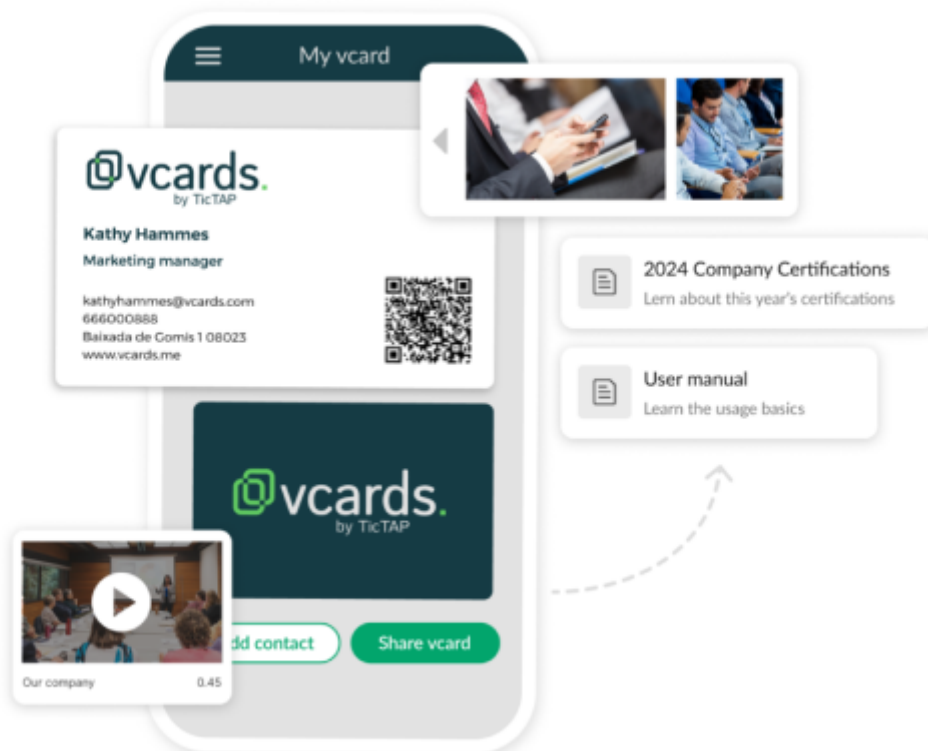 My vcard
vcards.
by TicTAP
Kathy Hammes
Marketing manager
kathyhammes@vcards.com
666000888
Baixada de Gomis 1 08023
www.vcards.me
2024 Company Certifications
Lern about this year's certifications
User manual
Learn the usage basics
vcards.
by TicTAP
dd contact
Share vcard
Our company
0.45